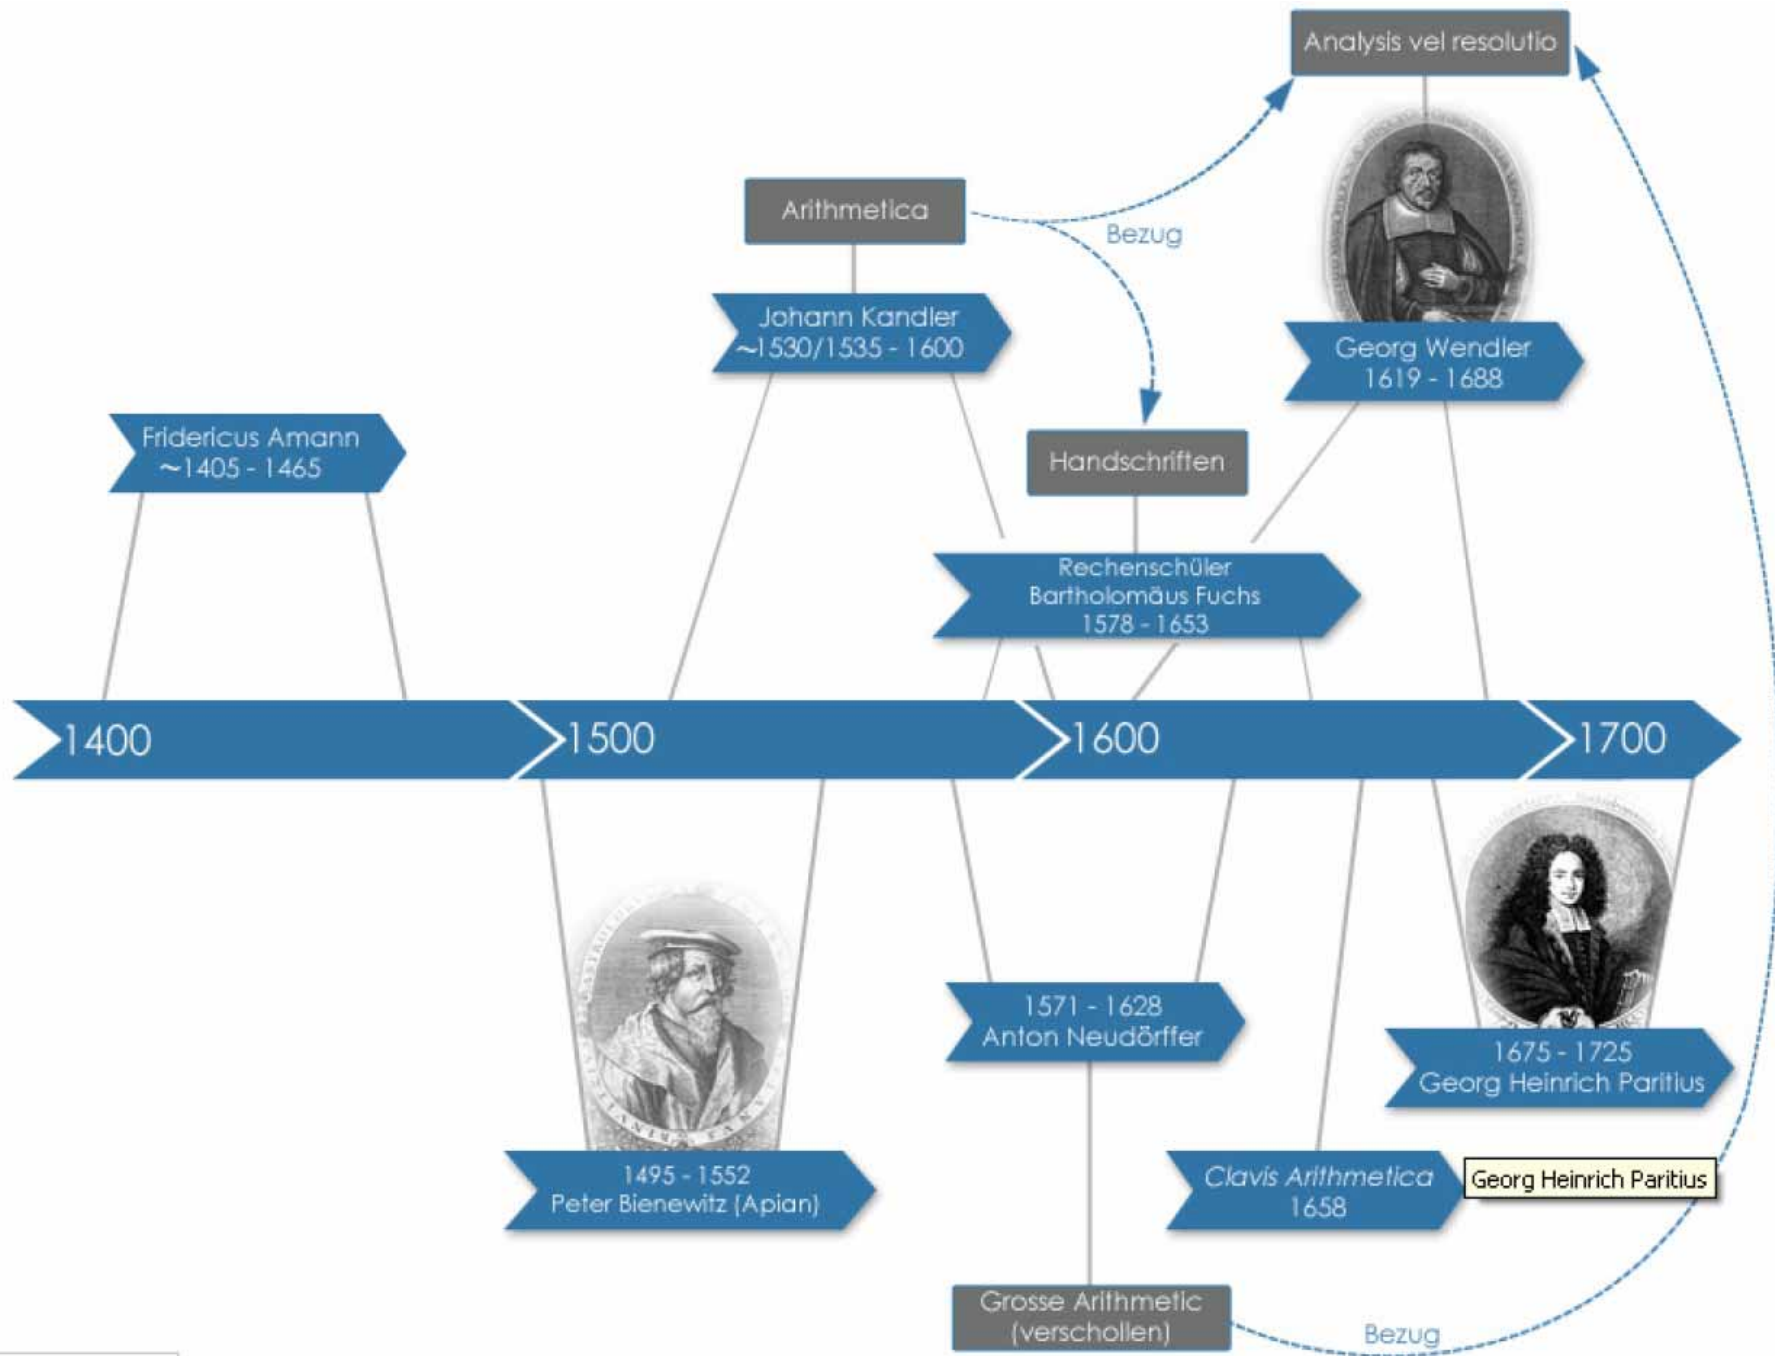 Analysis vel resolutio
Arithmetica
Bezug
Johann Kandler
~1530/1535 - 1600
Georg Wendler
1619 - 1688
Fridericus Amann
~1405 - 1465
Handschriften
Rechenschüler
Bartholomäus Fuchs
1578 - 1653
1400
1500
1600
1700
1571 - 1628
Anton Neudörffer
1675 - 1725
Georg Heinrich Paritius
1495 - 1552
Peter Bienewitz (Apian)
Clavis Arithmetica
1658
Georg Heinrich Paritius
Grosse Arithmetic
(verschollen)
Bezug